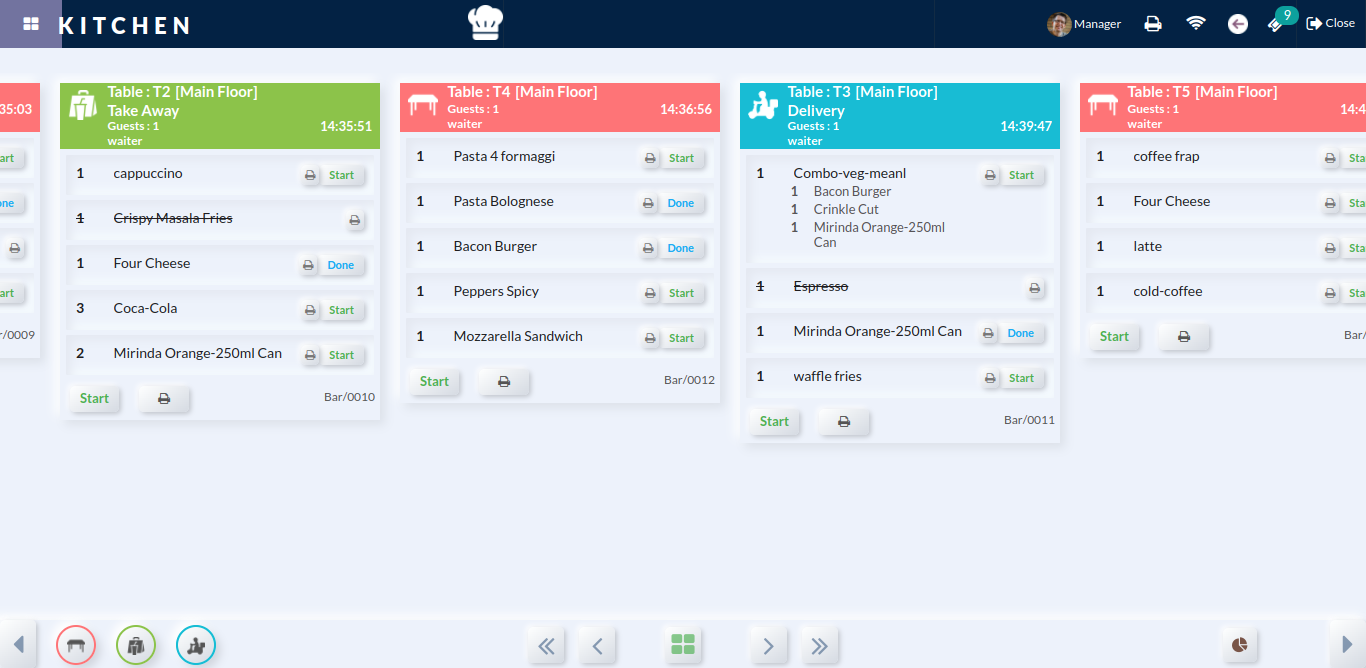 KITCHEN
Manager
9
Close
35:03
art
one
art
r/0009
Table : T2 [Main Floor]
Take Away
Guests : 1
14:35:51
waiter
1 cappuccino Start
1 Crispy Masala Fries
1 Four Cheese Done
3 Coca-Cola Start
2 Mirinda Orange-250ml Can Start
Start Bar/0010
Table : T4 [Main Floor]
Guests : 1
14:36:56
waiter
1 Pasta 4 formaggi Start
1 Pasta Bolognese Done
1 Bacon Burger Done
1 Peppers Spicy Start
1 Mozzarella Sandwich Start
Start Bar/0012
Table : T3 [Main Floor]
Delivery
Guests : 1
14:39:47
waiter
1 Combo-veg-meanl Start
1 Bacon Burger
1 Crinkle Cut
1 Mirinda Orange-250ml
Can
1 Espresso
1 Mirinda Orange-250ml Can Done
1 waffle fries Start
Start Bar/0011
Table : T5 [Main Floor]
Guests : 1
14:4
waiter
1 coffee frap Sta
1 Four Cheese Sta
1 latte Sta
1 cold-coffee Sta
Start Bar/